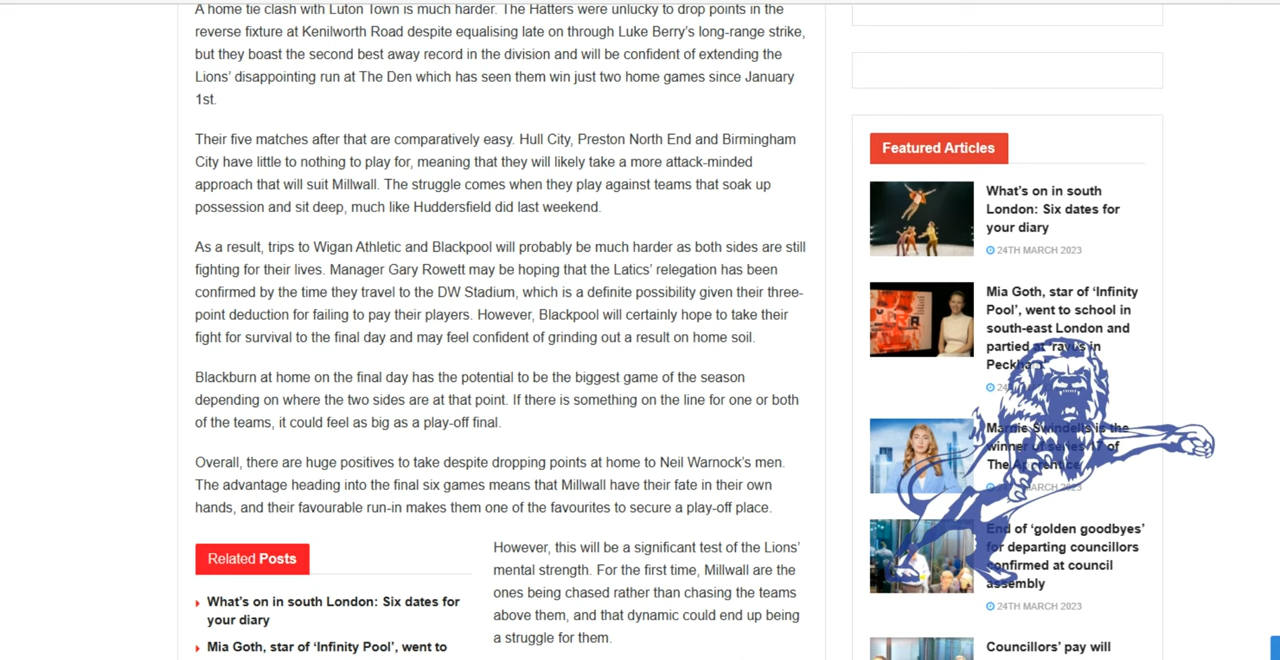 A home tie clash with Luton Town is much harder. The Hatters were unlucky to drop points in the
reverse fixture at Kenilworth Road despite equalising late on through Luke Berry’s long-range strike,
but they boast the second best away record in the division and will be confident of extending the
Lions’ disappointing run at The Den which has seen them win just two home games since January
1st.
Their five matches after that are comparatively easy. Hull City, Preston North End and Birmingham
City have little to nothing to play for, meaning that they will likely take a more attack-minded
approach that will suit Millwall. The struggle comes when they play against teams that soak up
possession and sit deep, much like Huddersfield did last weekend.
As a result, trips to Wigan Athletic and Blackpool will probably be much harder as both sides are still
fighting for their lives. Manager Gary Rowett may be hoping that the Latics’ relegation has been
confirmed by the time they travel to the DW Stadium, which is a definite possibility given their three-
point deduction for failing to pay their players. However, Blackpool will certainly hope to take their
fight for survival to the final day and may feel confident of grinding out a result on home soil.
Blackburn at home on the final day has the potential to be the biggest game of the season
depending on where the two sides are at that point. If there is something on the line for one or both
of the teams, it could feel as big as a play-off final.
Overall, there are huge positives to take despite dropping points at home to Neil Warnock’s men.
The advantage heading into the final six games means that Millwall have their fate in their own
hands, and their favourable run-in makes them one of the favourites to secure a play-off place.
Related Posts
What’s on in south London: Six dates for
your diary
Mia Goth, star of ‘Infinity Pool’, went to
However, this will be a significant test of the Lions’
mental strength. For the first time, Millwall are the
ones being chased rather than chasing the teams
above them, and that dynamic could end up being
a struggle for them.
Featured Articles
What’s on in south
London: Six dates for
your diary
24TH MARCH 2023
Mia Goth, star of ‘Infinity
Pool’, went to school in
south-east London and
partied at ‘raves in
Peckham’
Marnie Swindells is the
winner of series 17 of
The Apprentice
MARCH 2023
End of ‘golden goodbyes’
for departing councillors
confirmed at council
assembly
24TH MARCH 2023
Councillors’ pay will